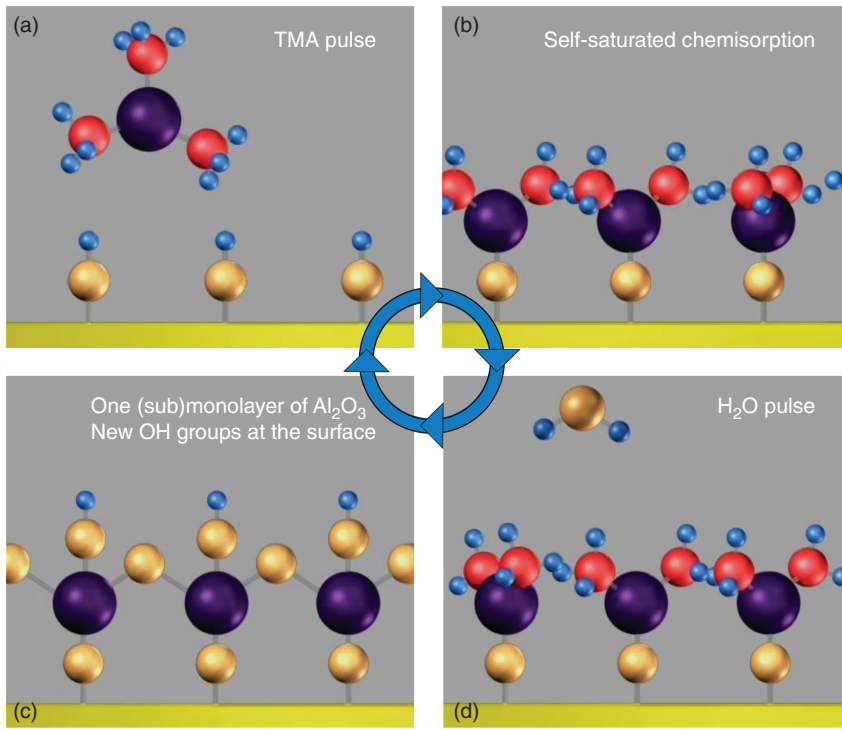 (a)
TMA pulse
(b)
Self-saturated chemisorption
One (sub)monolayer of Al₂O₃
New OH groups at the surface
(c)
H₂O pulse
(d)